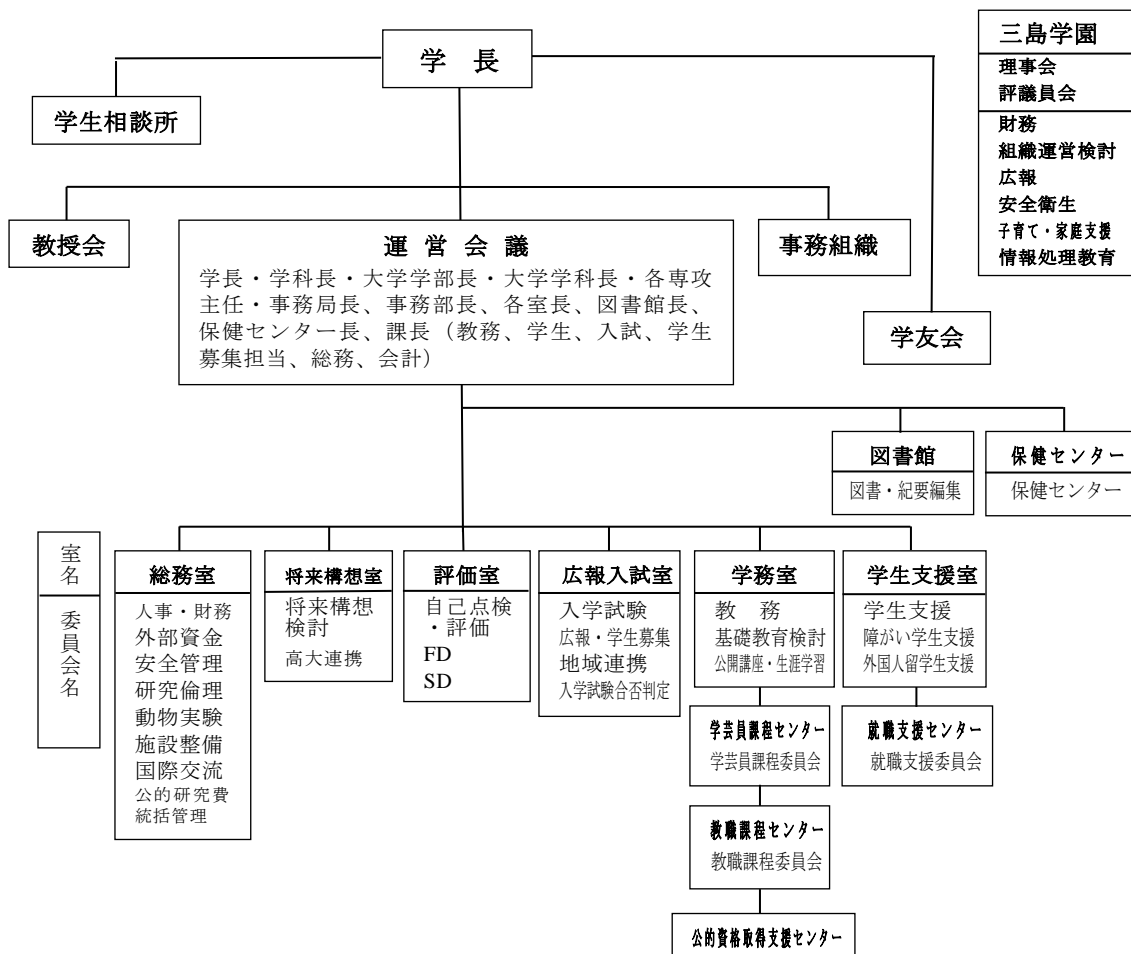 学 長
学生相談所
三島学園
理事会
評議員会
財務
組織運営検討
広報
安全衛生
子育て・家庭支援
情報処理教育
教授会
運 営 会 議
学長・学科長・大学学部長・大学学科長・各専攻
主任・事務局長、事務部長、各室長、図書館長、
保健センター長、課長（教務、学生、入試、学生
募集担当、総務、会計）
事務組織
学友会
図書館
図書・紀要編集
保健センター
保健センター
室名
委員会名
総務室
人事・財務
外部資金
安全管理
研究倫理
動物実験
施設整備
国際交流
公的研究費
統括管理
将来構想室
将来構想
検討
高大連携
評価室
自己点検
・評価
FD
SD
広報入試室
入学試験
広報・学生募集
地域連携
入学試験合否判定
学務室
教 務
基礎教育検討
公開講座・生涯学習
学芸員課程センター
学芸員課程委員会
教職課程センター
教職課程委員会
公的資格取得支援センター
学生支援室
学生支援
障がい学生支援
外国人留学生支援
就職支援センター
就職支援委員会